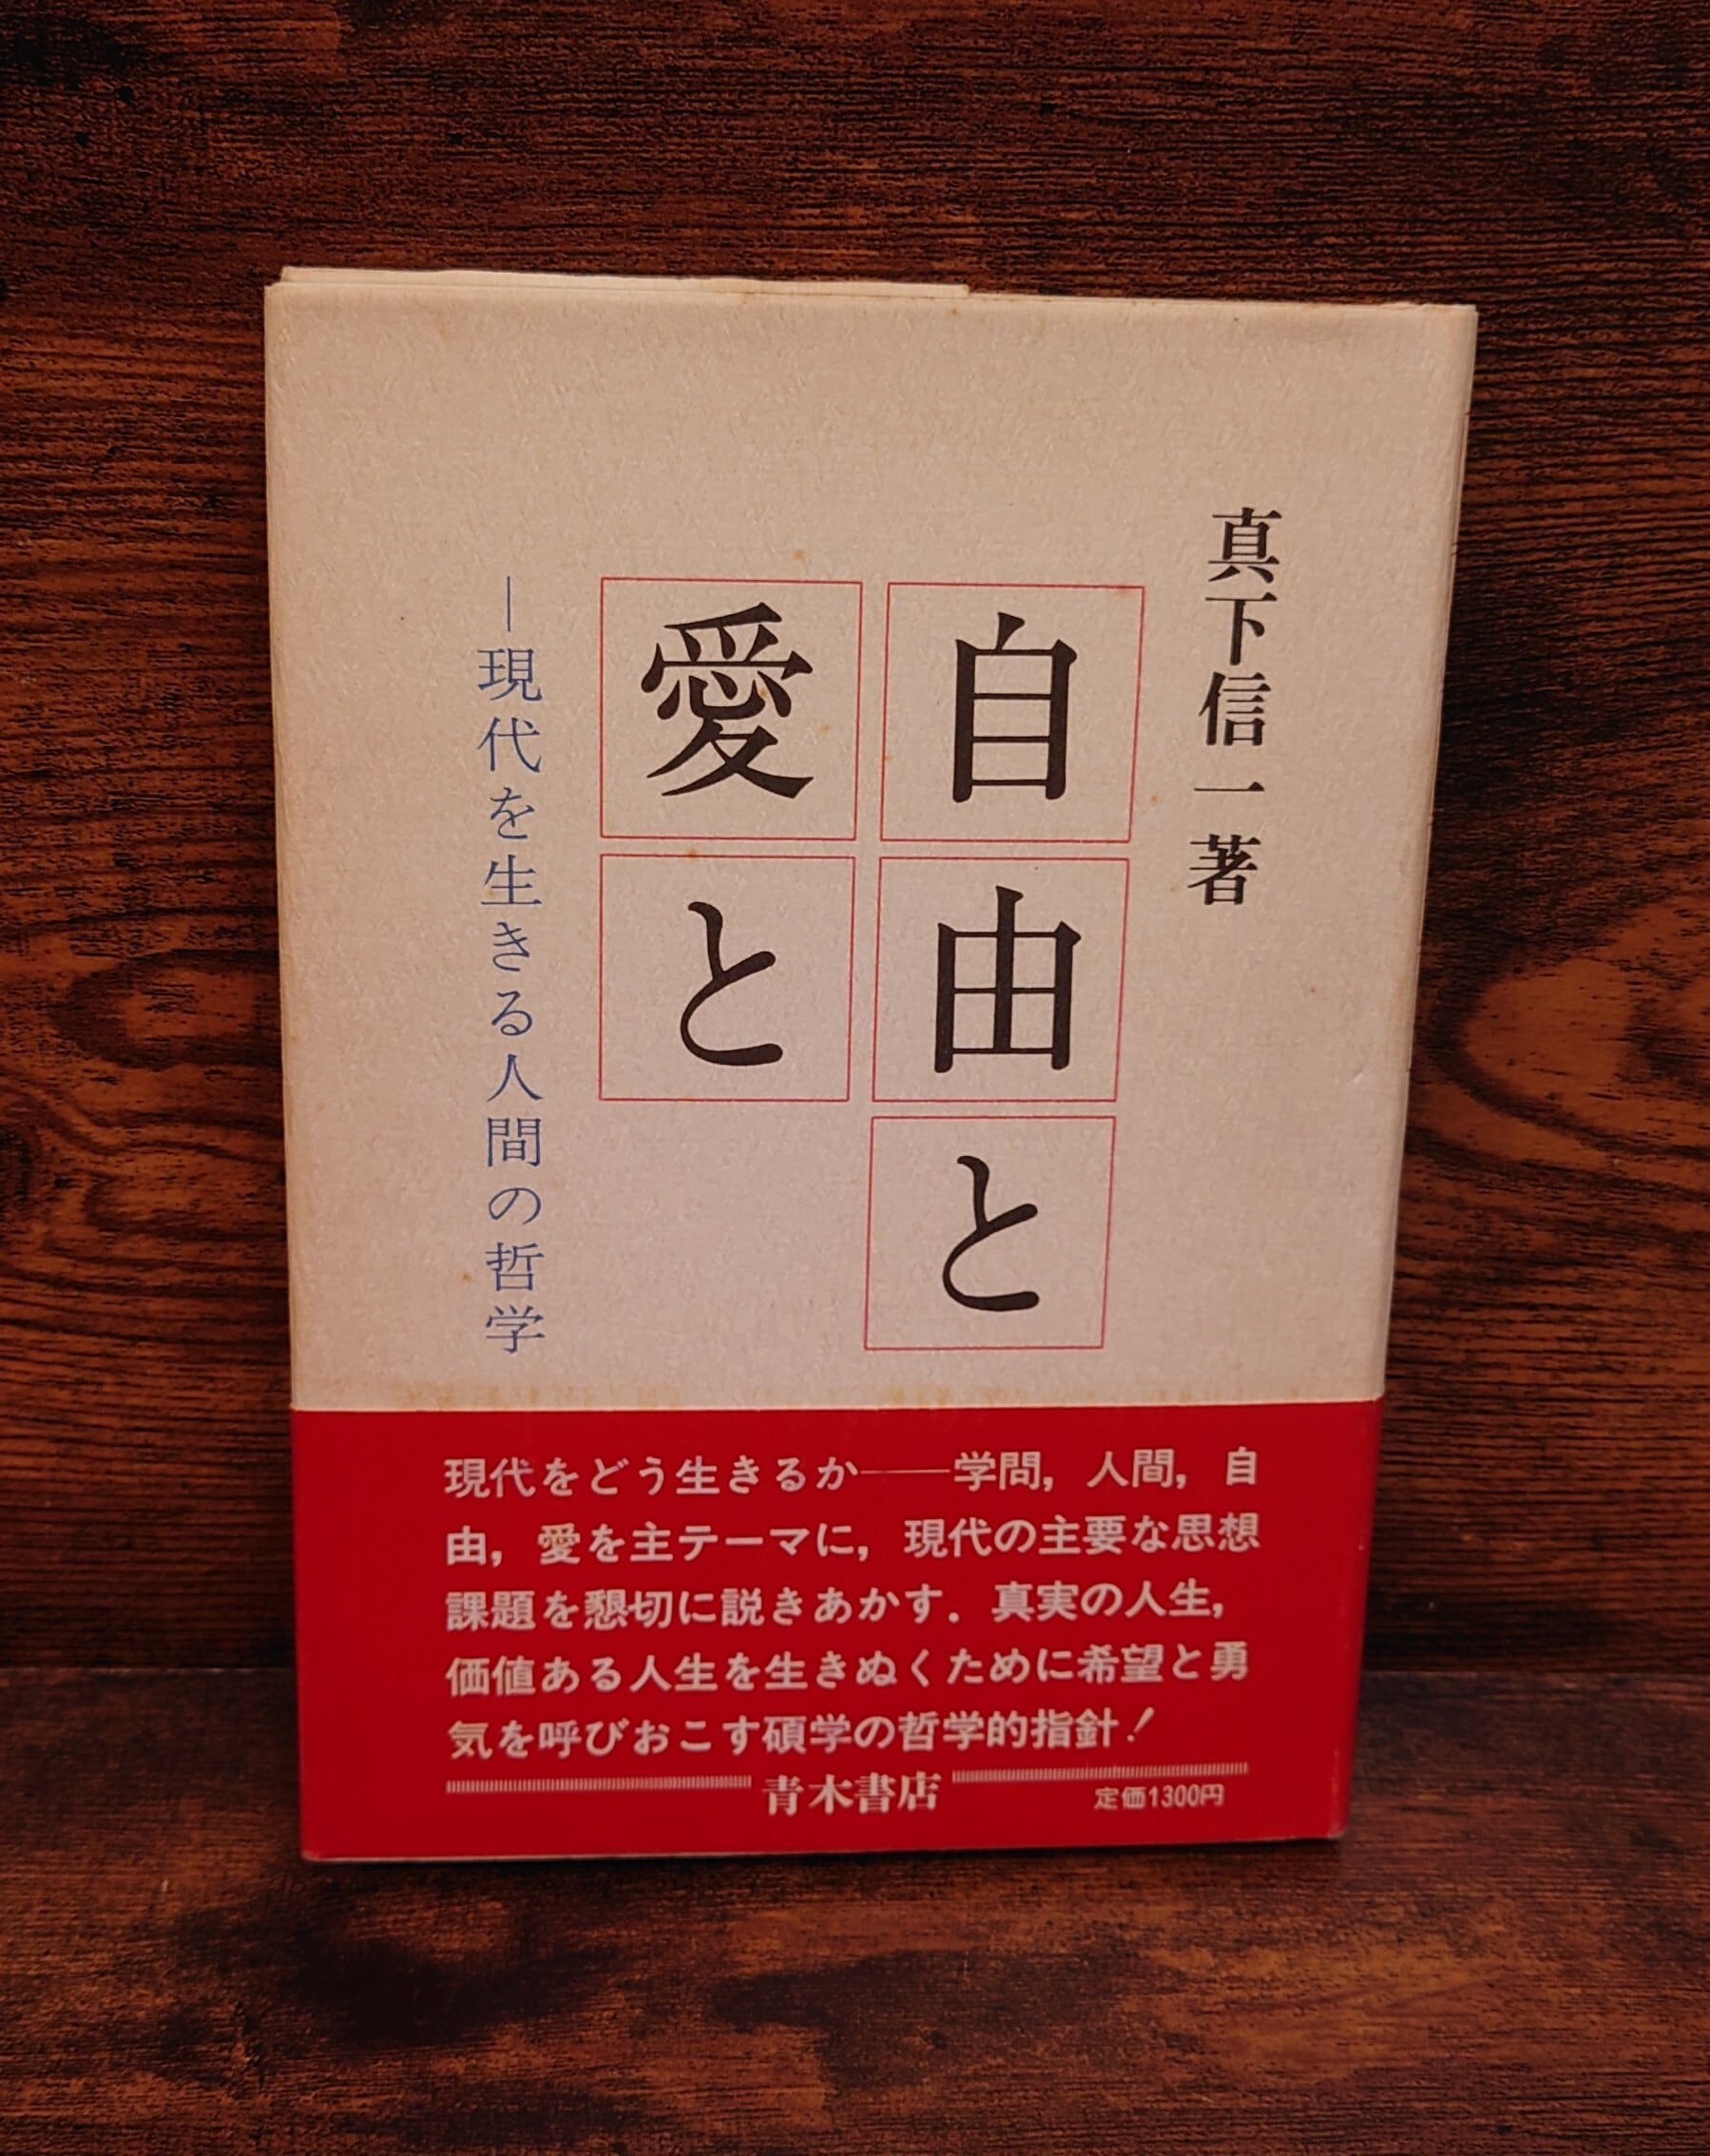 真下信一著
自由と
愛と
―現代を生きる人間の哲学
現代をどう生きるか――学問，人間，自
由，愛を主テーマに，現代の主要な思想
課題を懇切に説きあかす．真実の人生，
価値ある人生を生きぬくために希望と勇
気を呼びおこす碩学の哲学的指針！
青木書店
定価1300円